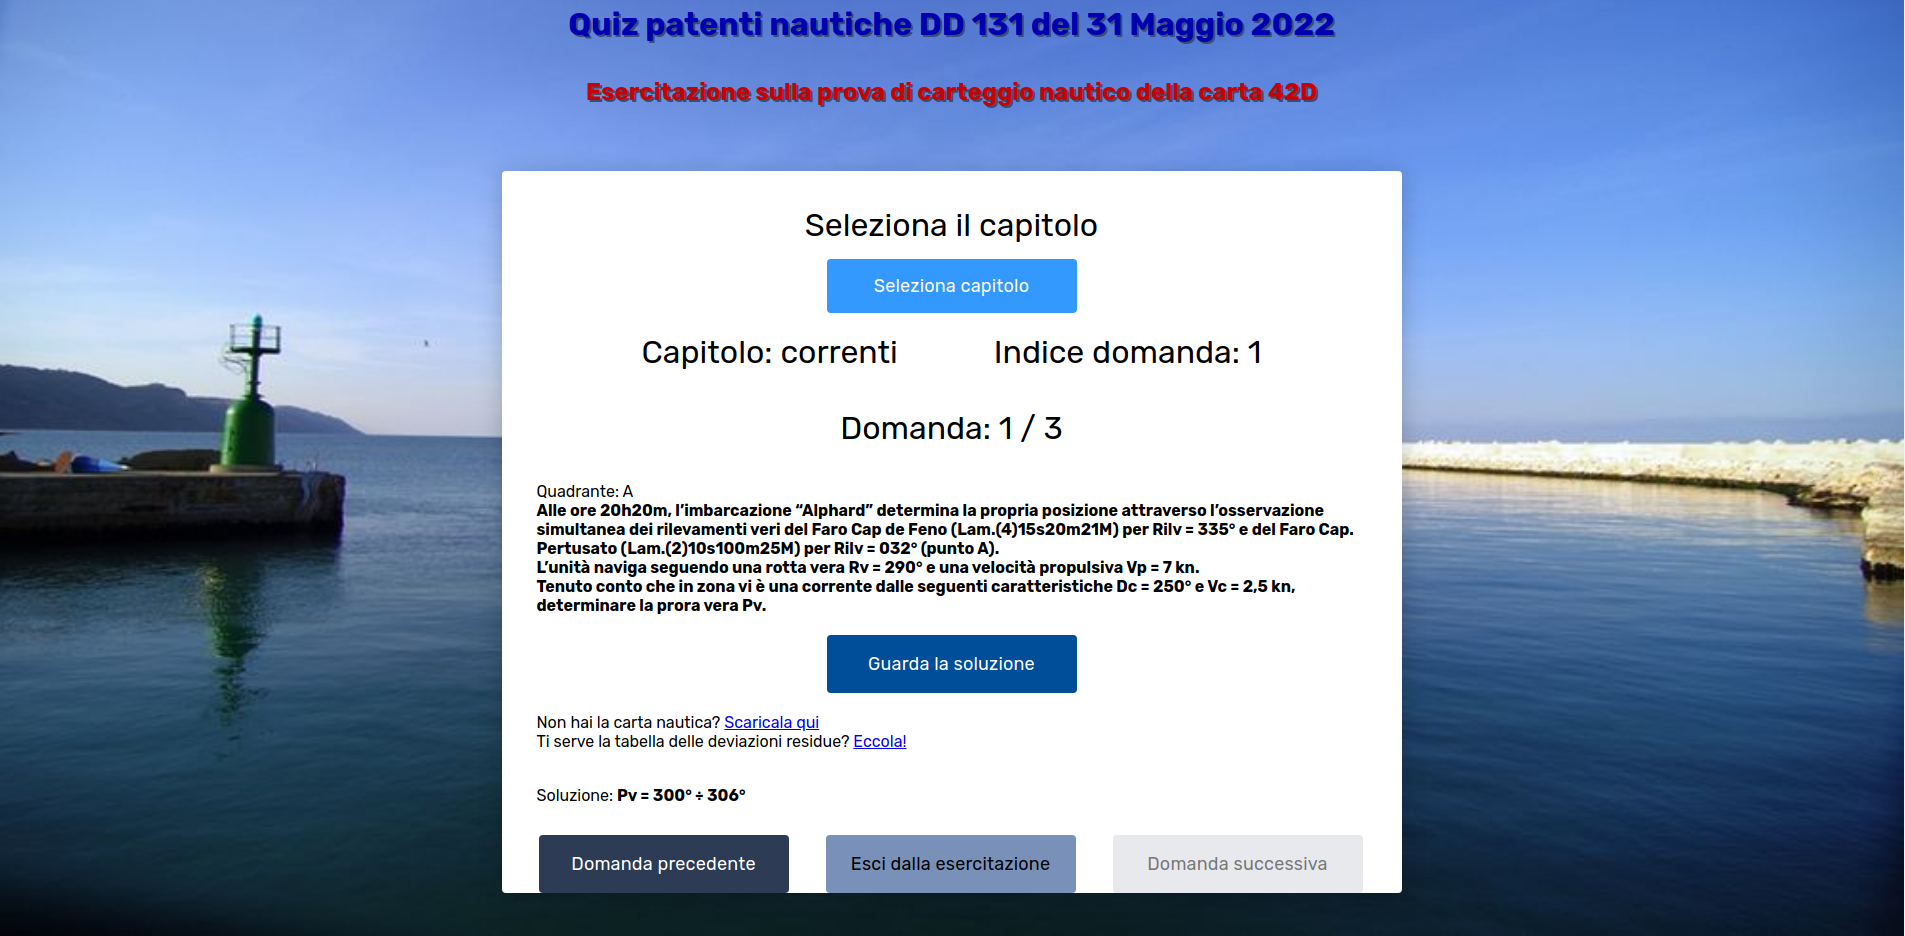 Quiz patenti nautiche DD 131 del 31 Maggio 2022
Esercitazione sulla prova di carteggio nautico della carta 42D
Seleziona il capitolo
Seleziona capitolo
Capitolo: correnti Indice domanda: 1
Domanda: 1 / 3
Quadrante: A
Alle ore 20h20m, l’imbarcazione “Alphard” determina la propria posizione attraverso l’osservazione
simultanea dei rilevamenti veri del Faro Cap de Feno (Lam.(4)15s20m21M) per Rilv = 335° e del Faro Cap.
Pertusato (Lam.(2)10s100m25M) per Rilv = 032° (punto A).
L’unità naviga seguendo una rotta vera Rv = 290° e una velocità propulsiva Vp = 7 kn.
Tenuto conto che in zona vi è una corrente dalle seguenti caratteristiche Dc = 250° e Vc = 2,5 kn,
determinare la prora vera Pv.
Guarda la soluzione
Non hai la carta nautica? Scaricala qui
Ti serve la tabella delle deviazioni residue? Eccola!
Soluzione: Pv = 300° ÷ 306°
Domanda precedente Esci dalla esercitazione Domanda successiva